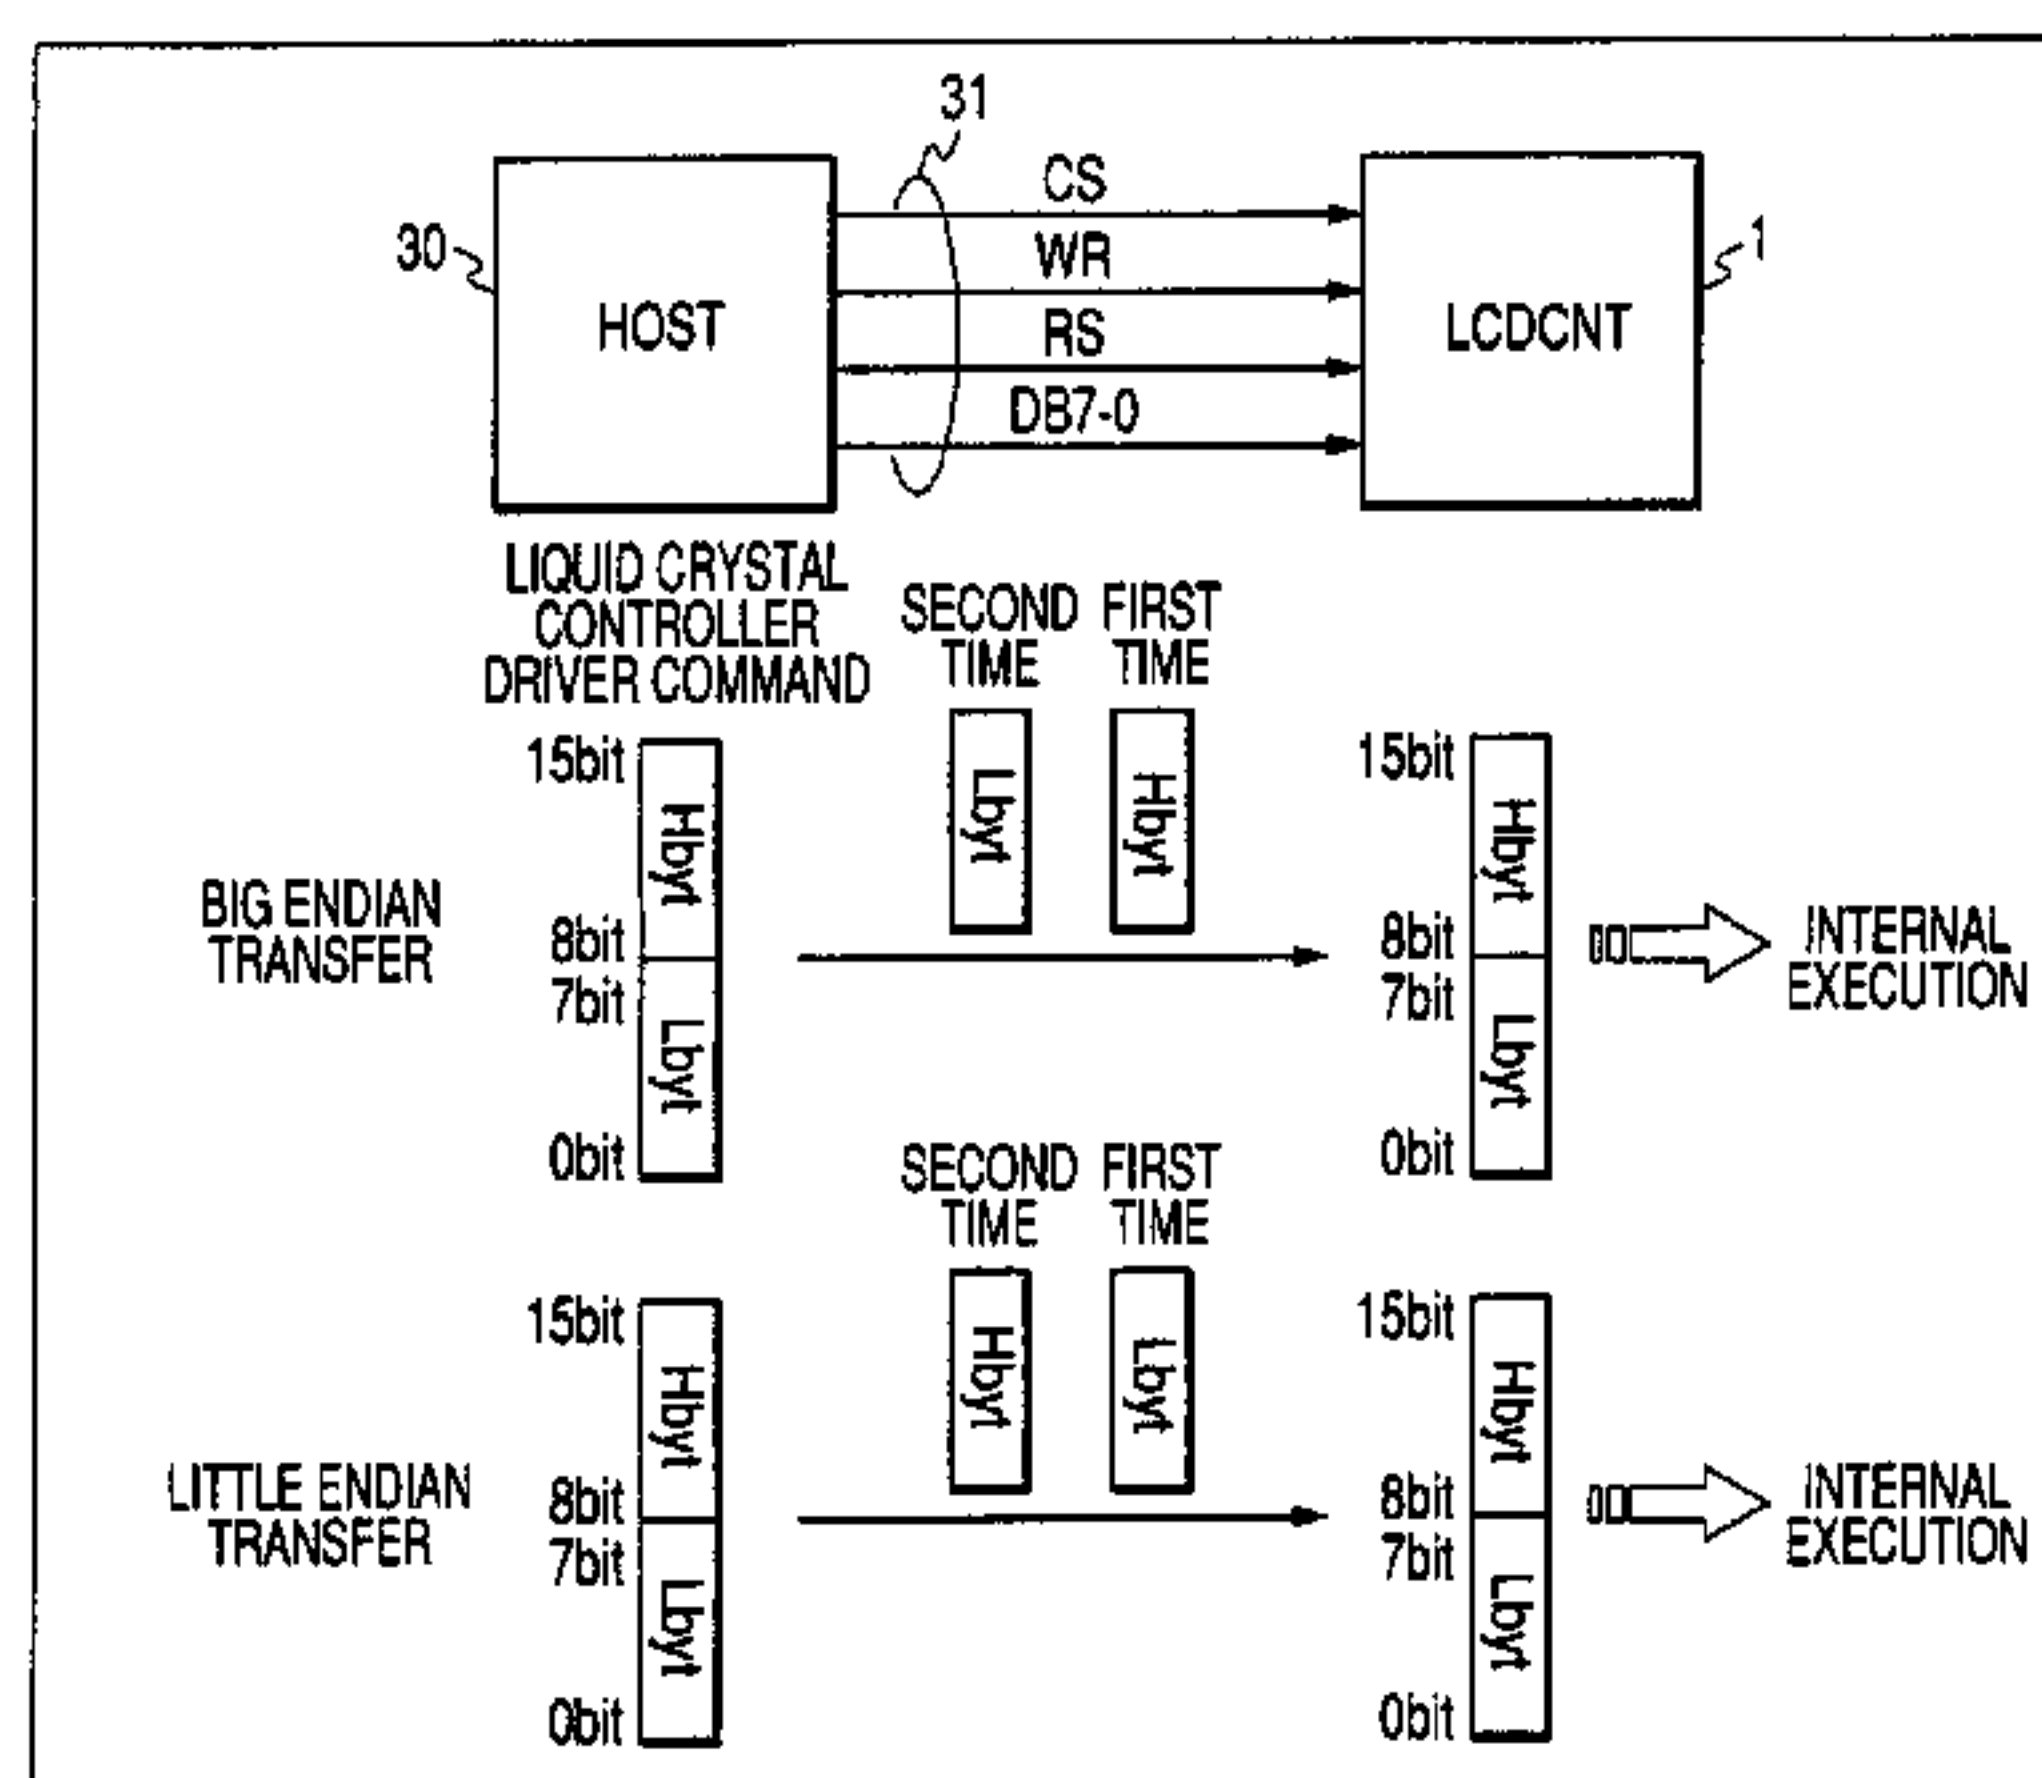 31
CS
30
WR
1
HOST
RS
LCDCNT
DB7-0
LIQUID CRYSTAL
CONTROLLER
DRIVER COMMAND
SECOND FIRST
TIME TIME
15bit
Hbyt
Lbyt
Hbyt
15bit
Hbyt
BIG ENDIAN
TRANSFER
8bit
7bit
Lbyt
0bit
8bit
7bit
Lbyt
0bit
INTERNAL
EXECUTION
SECOND FIRST
TIME TIME
15bit
Hbyt
Hbyt
Lbyt
15bit
Hbyt
LITTLE ENDIAN
TRANSFER
8bit
7bit
Lbyt
0bit
8bit
7bit
Lbyt
0bit
INTERNAL
EXECUTION